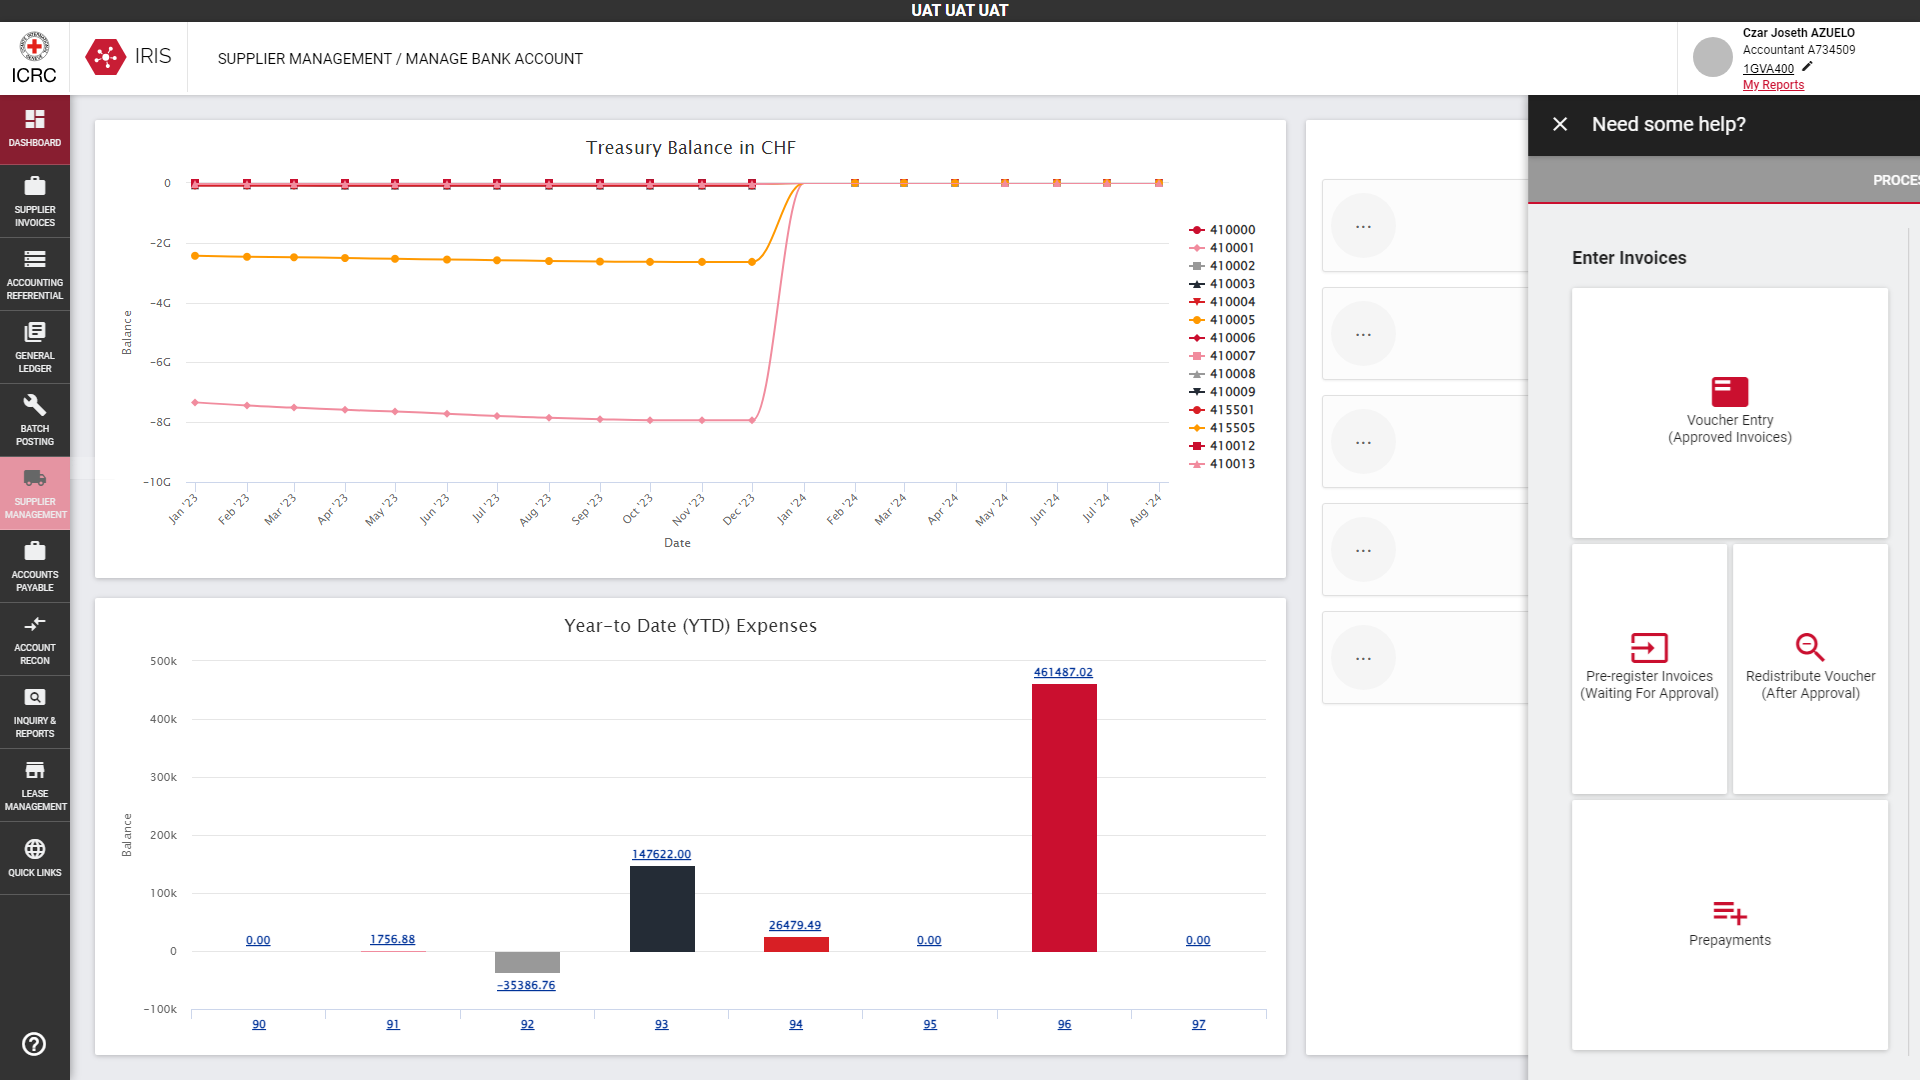 UAT UAT UAT
ICRC
IRIS
SUPPLIER MANAGEMENT / MANAGE BANK ACCOUNT
Czar Joseth AZUELO
Accountant A734509
1GVA400
My Reports
DASHBOARD
SUPPLIER
INVOICES
ACCOUNTING
REFERENTIAL
GENERAL
LEDGER
BATCH
POSTING
SUPPLIER
MANAGEMENT
ACCOUNTS
PAYABLE
ACCOUNT
RECON
INQUIRY &
REPORTS
LEASE
MANAGEMENT
QUICK LINKS
Treasury Balance in CHF
0
-2G
-4G
-6G
-8G
-10G
Balance
Jan '23
Feb '23
Mar '23
Apr '23
May '23
Jun '23
Jul '23
Aug '23
Sep '23
Oct '23
Nov '23
Dec '23
Jan '24
Feb '24
Mar '24
Apr '24
May '24
Jun '24
Jul '24
Aug '24
Date
410000
410001
410002
410003
410004
410005
410006
410007
410008
410009
415501
415505
410012
410013
Year-to Date (YTD) Expenses
500k
400k
300k
200k
100k
0
-100k
Balance
0.00
1756.88
-35386.76
147622.00
26479.49
0.00
461487.02
0.00
90
91
92
93
94
95
96
97
...
...
...
...
...
Need some help?
PROCES
Enter Invoices
Voucher Entry
(Approved Invoices)
Pre-register Invoices
(Waiting For Approval)
Redistribute Voucher
(After Approval)
Prepayments